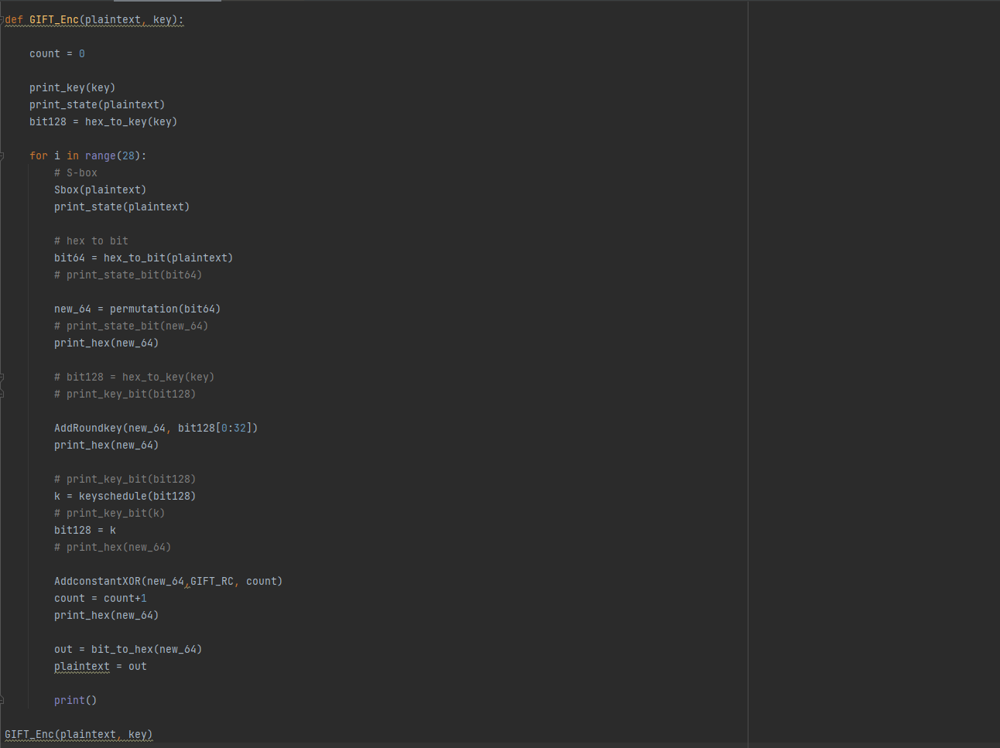 def GIFT_Enc(plaintext, key):
    count = 0
    print_key(key)
    print_state(plaintext)
    bit128 = hex_to_key(key)
    for i in range(28):
        # S-box
        Sbox(plaintext)
        print_state(plaintext)
        # hex to bit
        bit64 = hex_to_bit(plaintext)
        # print_state_bit(bit64)
        new_64 = permutation(bit64)
        # print_state_bit(new_64)
        print_hex(new_64)
        # bit128 = hex_to_key(key)
        # print_key_bit(bit128)
        AddRoundkey(new_64, bit128[0:32])
        print_hex(new_64)
        # print_key_bit(bit128)
        k = keyschedule(bit128)
        # print_key_bit(k)
        bit128 = k
        # print_hex(new_64)
        AddconstantXOR(new_64,GIFT_RC, count)
        count = count+1
        print_hex(new_64)
        out = bit_to_hex(new_64)
        plaintext = out
        print()
GIFT_Enc(plaintext, key)